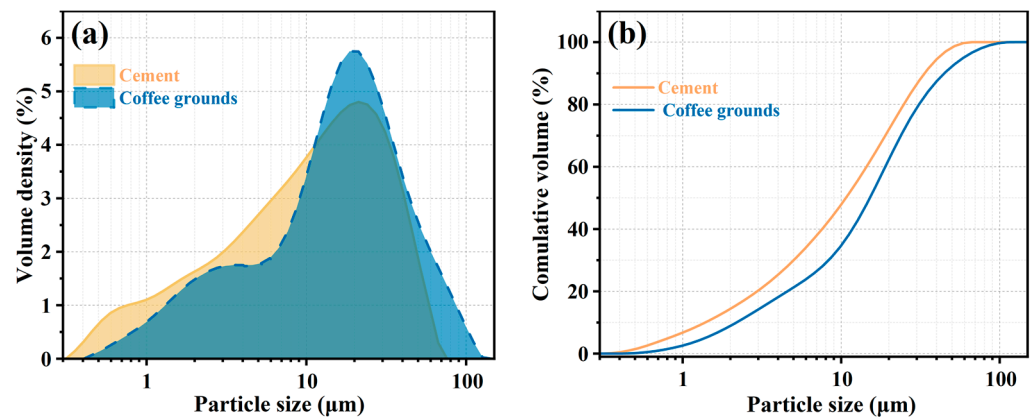 (a)
Cement
Coffee grounds
Volume density (%)
6
5
4
3
2
1
0
1
10
100
Particle size (μm)
(b)
Cement
Coffee grounds
Comulative volume (%)
100
80
60
40
20
0
1
10
100
Particle size (μm)